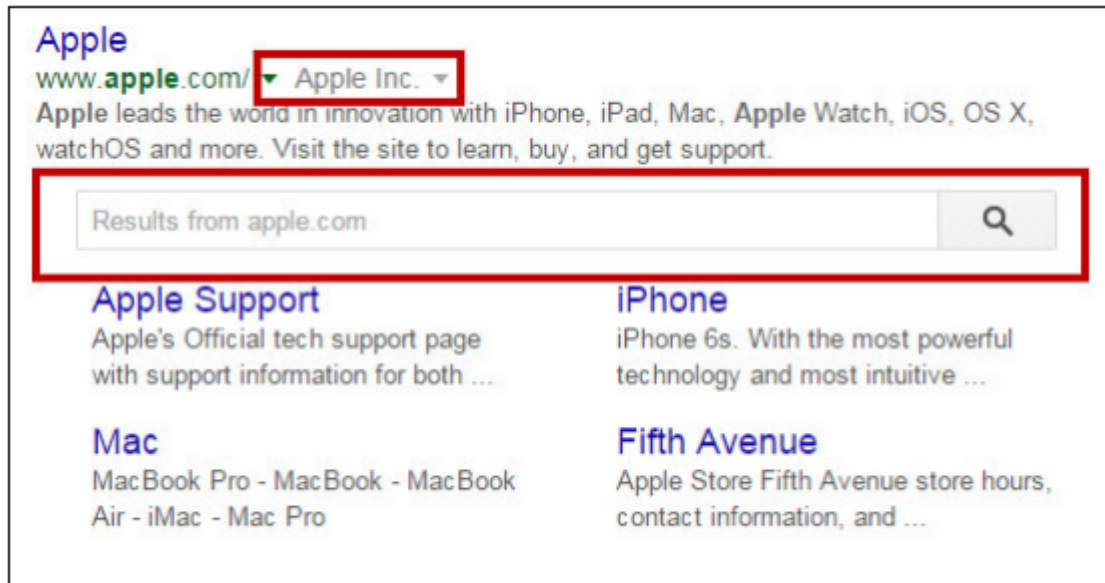 Apple
www.apple.com/ Apple Inc.
Apple leads the world in innovation with iPhone, iPad, Mac, Apple Watch, iOS, OS X,
watchOS and more. Visit the site to learn, buy, and get support.
Results from apple.com
Apple Support
Apple's Official tech support page
with support information for both ...
iPhone
iPhone 6s. With the most powerful
technology and most intuitive ...
Mac
MacBook Pro - MacBook - MacBook
Air - iMac - Mac Pro
Fifth Avenue
Apple Store Fifth Avenue store hours,
contact information, and ...